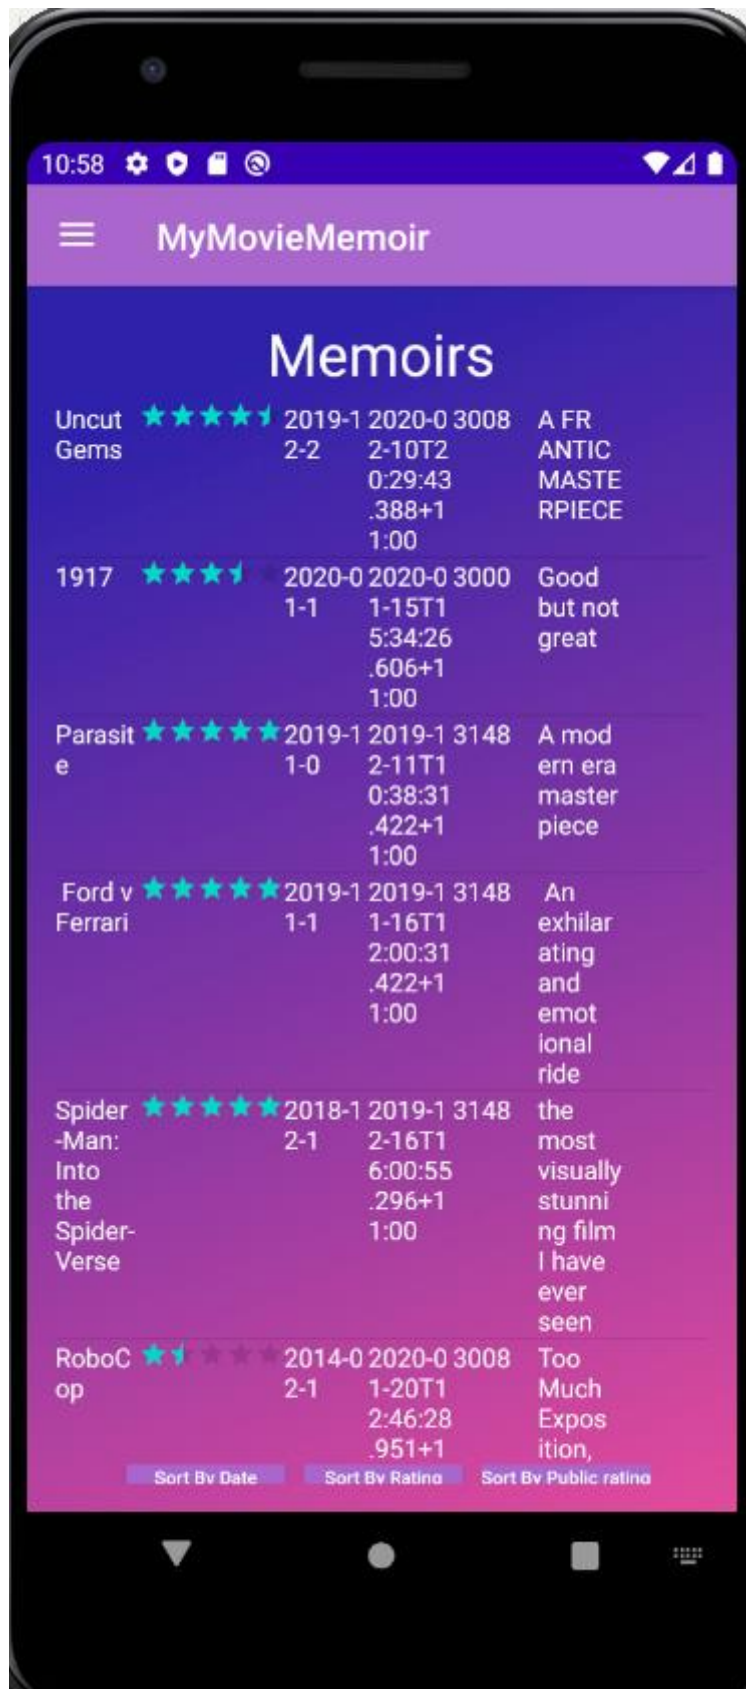 10:58
MyMovieMemoir
Memoirs
Uncut 2019-1 2020-0 3008 A FR
Gems 2-2 2-10T2 ANTIC
0:29:43 MASTE
.388+1 RPIECE
1:00
1917 2020-0 2020-0 3000 Good
1-1 1-15T1 but not
5:34:26 great
.606+1
1:00
Parasit 2019-1 2019-1 3148 A mod
e 1-0 2-11T1 ern era
0:38:31 master
.422+1 piece
1:00
Ford v 2019-1 2019-1 3148 An
Ferrari 1-1 1-16T1 exhilar
2:00:31 ating
.422+1 and
1:00 emot
ional
ride
Spider 2018-1 2019-1 3148 the
-Man: 2-1 2-16T1 most
Into 6:00:55 visually
the .296+1 stunni
Spider- 1:00 ng film
Verse I have
ever
seen
RoboC 2014-0 2020-0 3008 Too
op 2-1 1-20T1 Much
2:46:28 Expos
.951+1 ition,
Sort By Date Sort By Rating Sort By Public rating